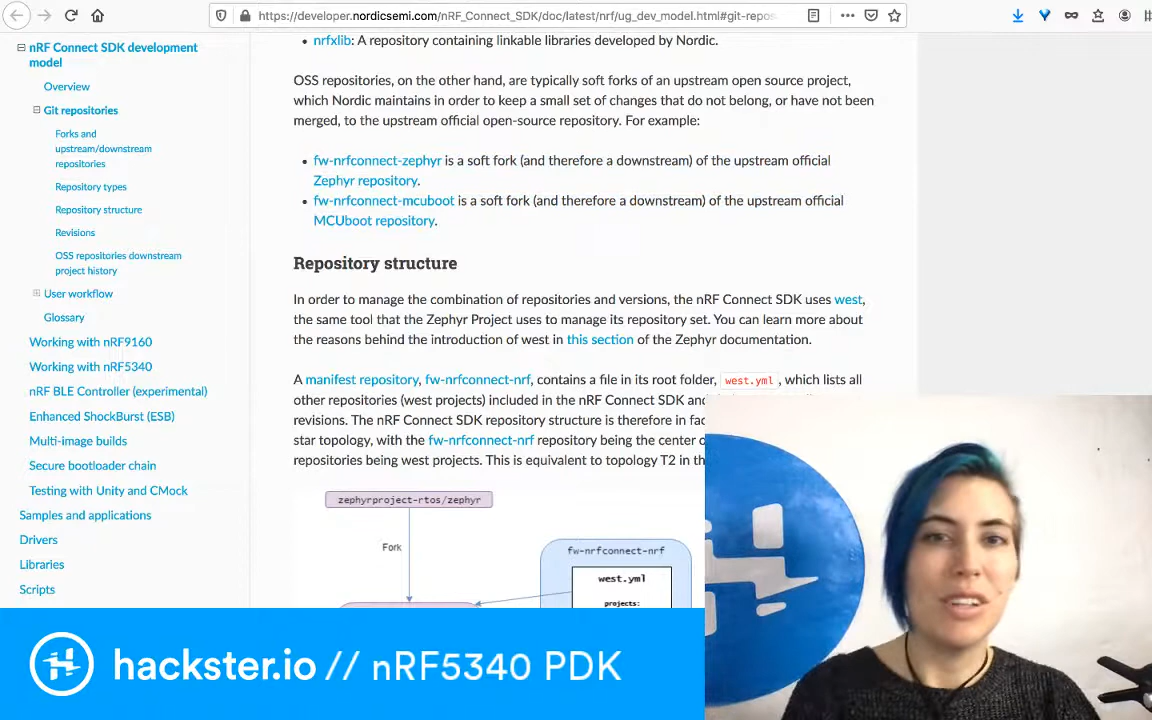 https://developer.nordicsemi.com/nRF_Connect_SDK/doc/latest/nrf/ug_dev_model.html#git-repos
nRF Connect SDK development
model
Overview
Git repositories
Forks and
upstream/downstream
repositories
Repository types
Repository structure
Revisions
OSS repositories downstream
project history
User workflow
Glossary
Working with nRF9160
Working with nRF5340
nRF BLE Controller (experimental)
Enhanced ShockBurst (ESB)
Multi-image builds
Secure bootloader chain
Testing with Unity and CMock
Samples and applications
Drivers
Libraries
Scripts
• nrfxlib: A repository containing linkable libraries developed by Nordic.
OSS repositories, on the other hand, are typically soft forks of an upstream open source project,
which Nordic maintains in order to keep a small set of changes that do not belong, or have not been
merged, to the upstream official open-source repository. For example:
• fw-nrfconnect-zephyr is a soft fork (and therefore a downstream) of the upstream official
Zephyr repository.
• fw-nrfconnect-mcuboot is a soft fork (and therefore a downstream) of the upstream official
MCUboot repository.
Repository structure
In order to manage the combination of repositories and versions, the nRF Connect SDK uses west,
the same tool that the Zephyr Project uses to manage its repository set. You can learn more about
the reasons behind the introduction of west in this section of the Zephyr documentation.
A manifest repository, fw-nrfconnect-nrf, contains a file in its root folder, west.yml, which lists all
other repositories (west projects) included in the nRF Connect SDK and
revisions. The nRF Connect SDK repository structure is therefore in fac
star topology, with the fw-nrfconnect-nrf repository being the center o
repositories being west projects. This is equivalent to topology T2 in th
zephyrproject-rtos/zephyr
Fork
fw-nrfconnect-nrf
west.yml
projects:
hackster.io // nRF5340 PDK